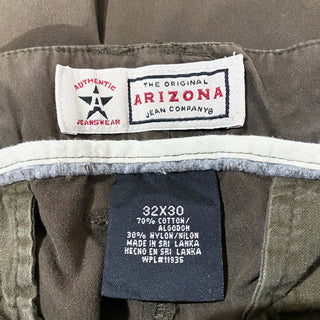 AUTHENTIC
A
JEANSWEAR
THE ORIGINAL
ARIZONA
JEAN COMPANY®
32X30
70% COTTON/
ALGODON
30% NYLON/NILON
MADE IN SRI LANKA
HECHO EN SRI LANKA
WPL#11935